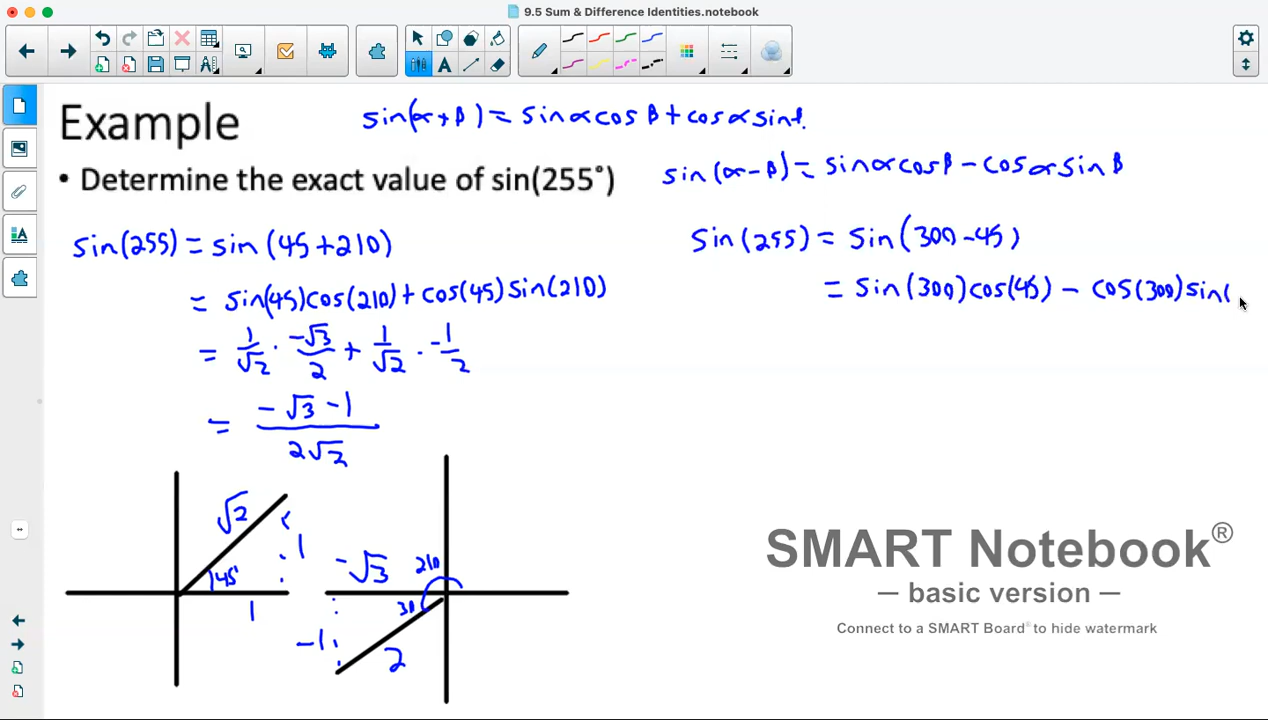 9.5 Sum & Difference Identities.notebook
Example
sin(α+β)=sinαcosβ+cosαsinβ
• Determine the exact value of sin(255°)
sin(α-β)=sinαcosβ-cosαsinβ
sin(255)=sin(45+210)
=sin(45)cos(210)+cos(45)sin(210)
=1/√2·-√3/2+1/√2·-1/2
=(-√3-1)/(2√2)
sin(255)=sin(300-45)
=sin(300)cos(45)-cos(300)sin(
√2
45°
1
1
-√3
210
30
-1
2
SMART Notebook®
— basic version —
Connect to a SMART Board® to hide watermark